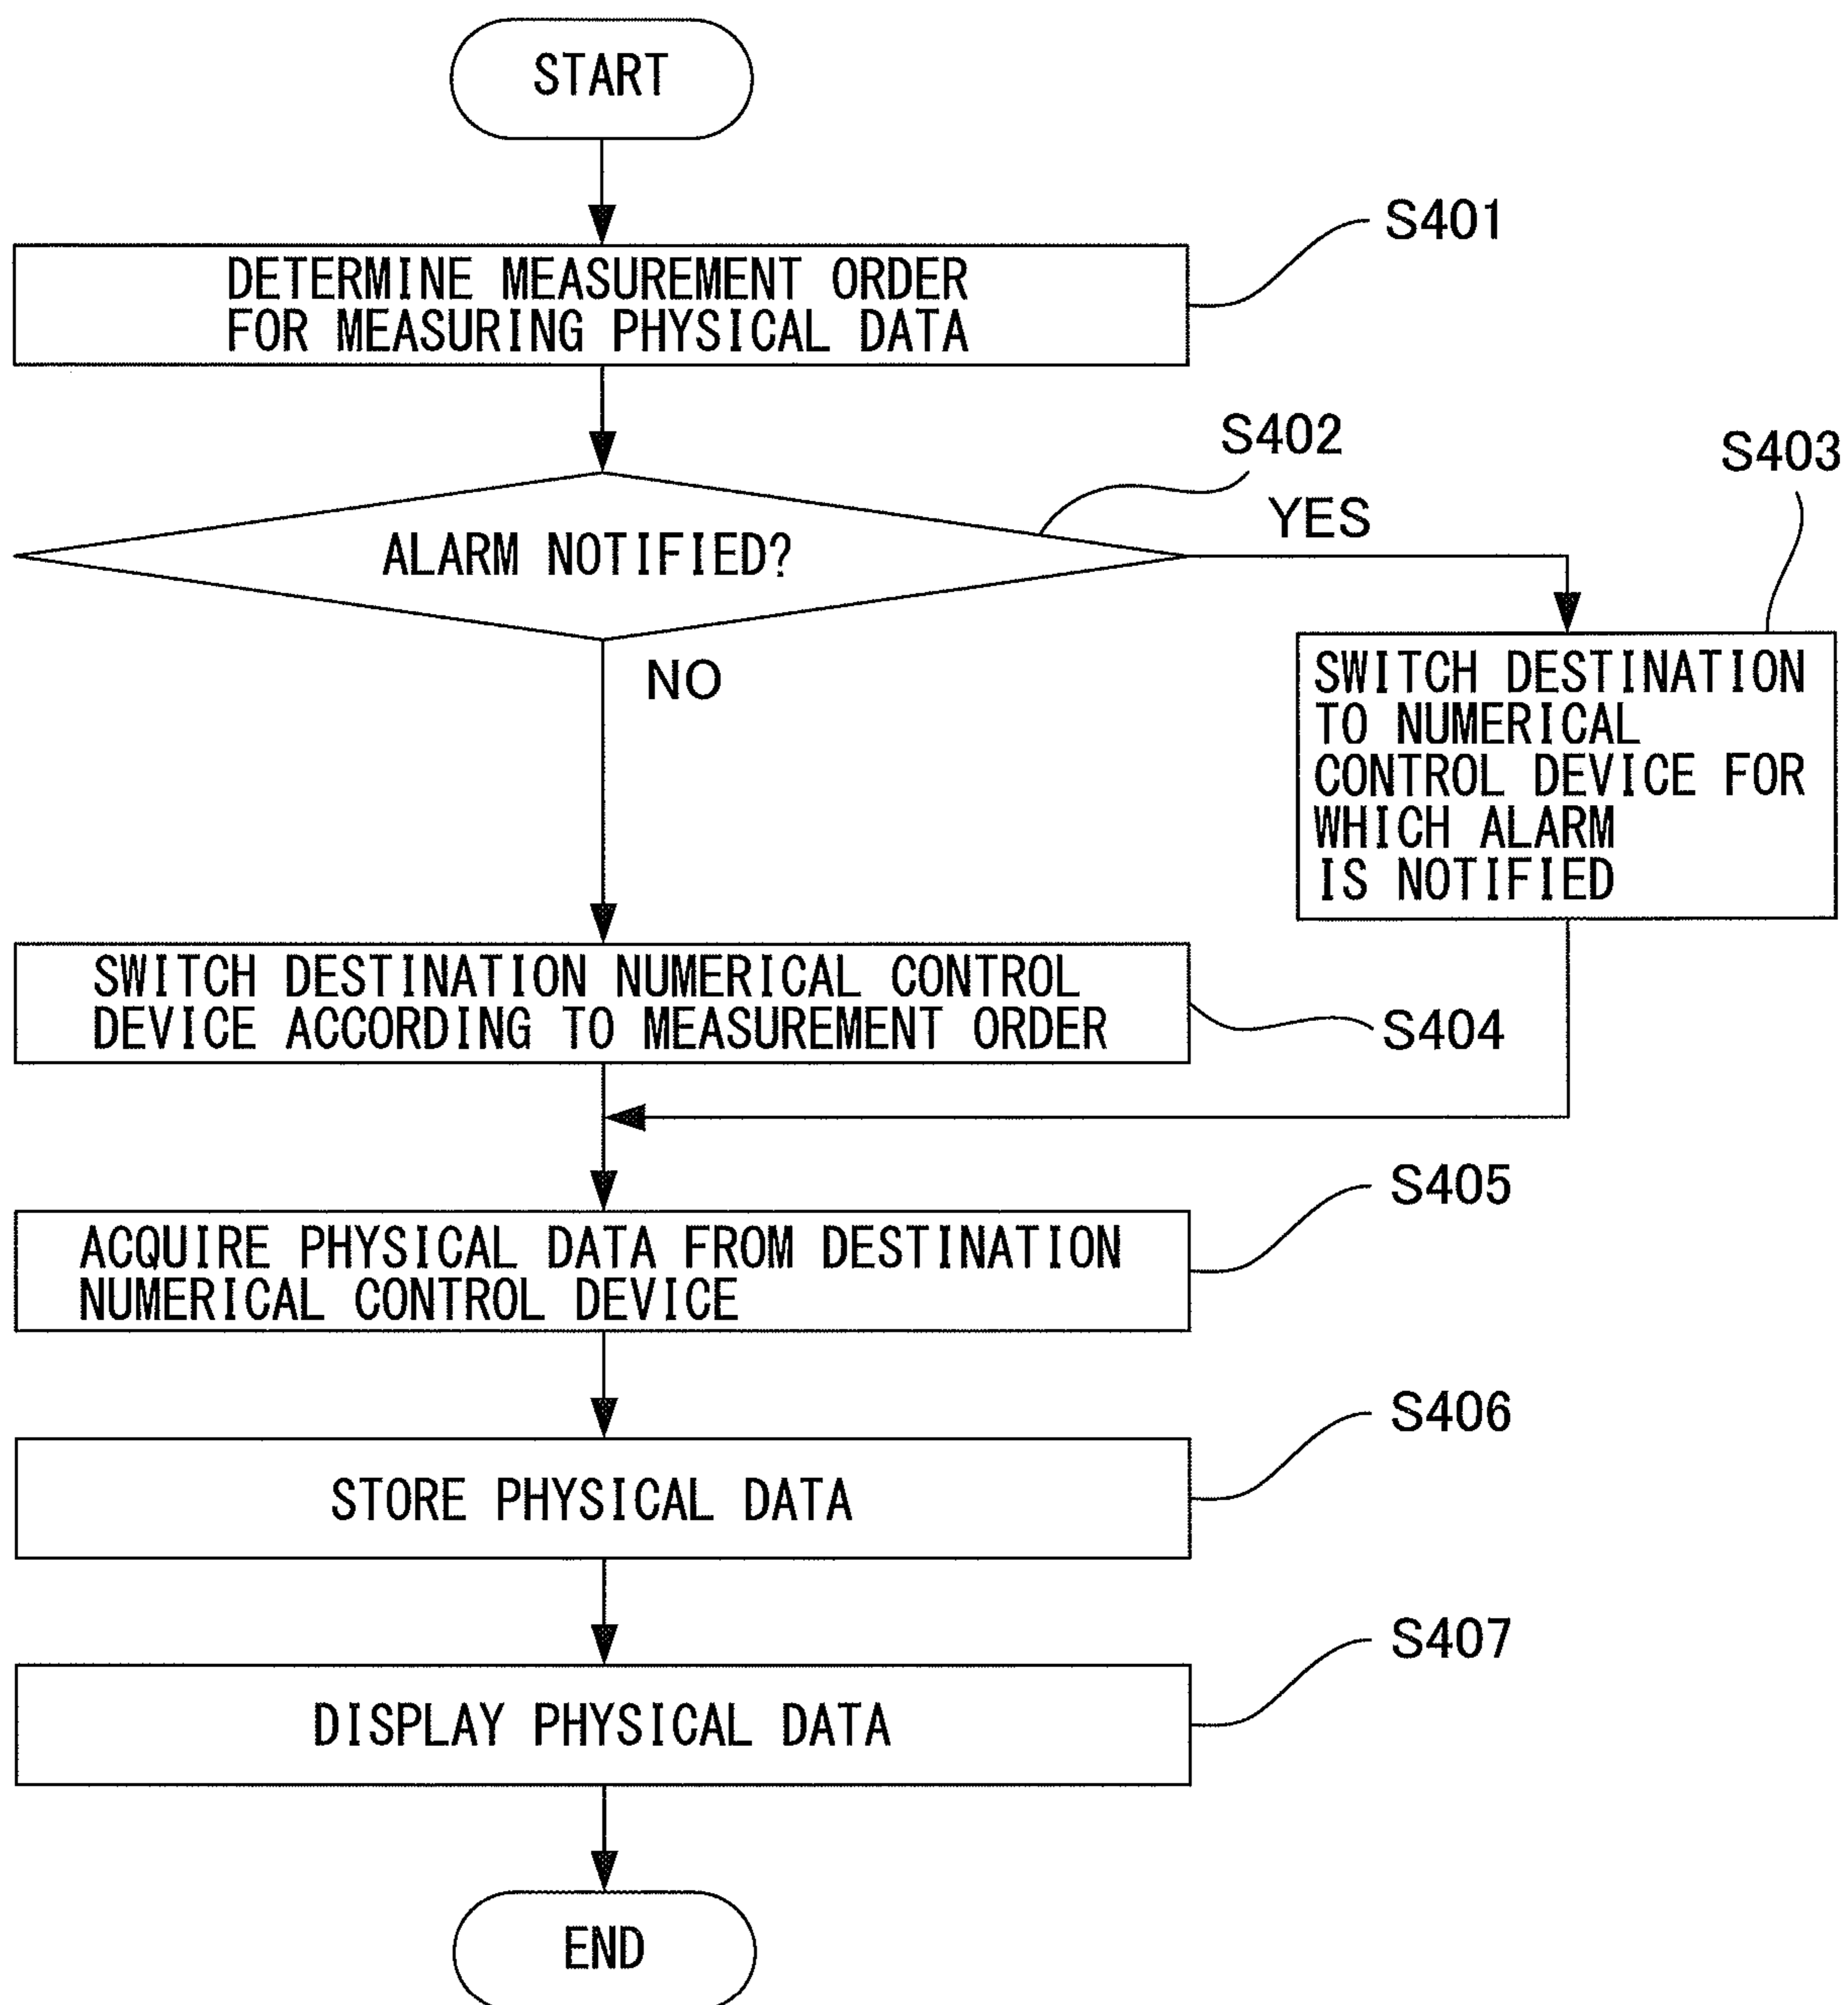 START
S401
DETERMINE MEASUREMENT ORDER
FOR MEASURING PHYSICAL DATA
S402
S403
YES
ALARM NOTIFIED?
NO
SWITCH DESTINATION
TO NUMERICAL
CONTROL DEVICE FOR
WHICH ALARM
IS NOTIFIED
SWITCH DESTINATION NUMERICAL CONTROL
DEVICE ACCORDING TO MEASUREMENT ORDER
S404
S405
ACQUIRE PHYSICAL DATA FROM DESTINATION
NUMERICAL CONTROL DEVICE
S406
STORE PHYSICAL DATA
S407
DISPLAY PHYSICAL DATA
END